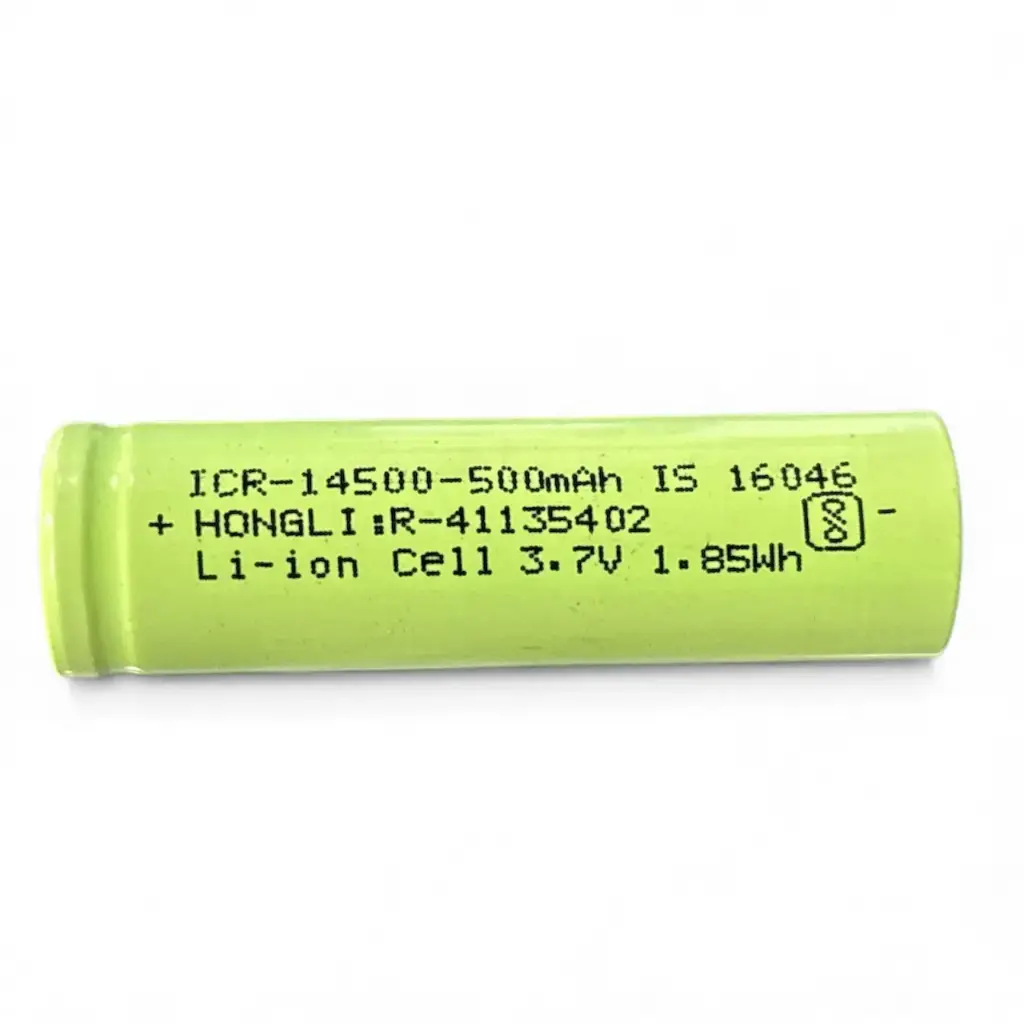 ICR-14500-500mAh IS 16046
+ HONGLI:R-41135402 -
Li-ion Cell 3.7V 1.85Wh